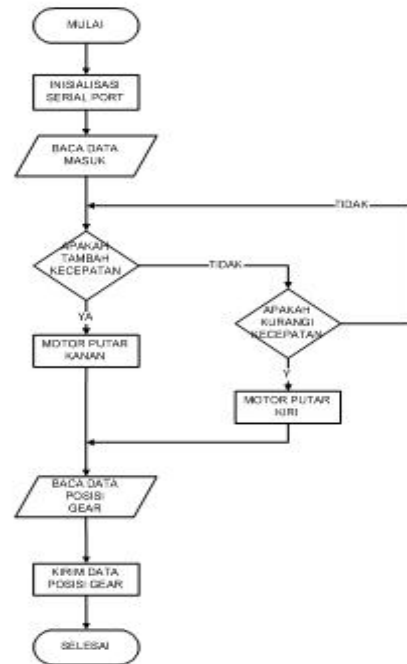 MULAI
INISIALISASI
SERIAL PORT
BACA DATA
MASUK
TIDAK
APAKAH
TAMBAH
KECEPATAN
TIDAK
APAKAH
KURANGI
KECEPATAN
YA
MOTOR PUTAR
KANAN
Y
MOTOR PUTAR
KIRI
BACA DATA
POSISI
GEAR
KIRIM DATA
POSISI GEAR
SELESAI